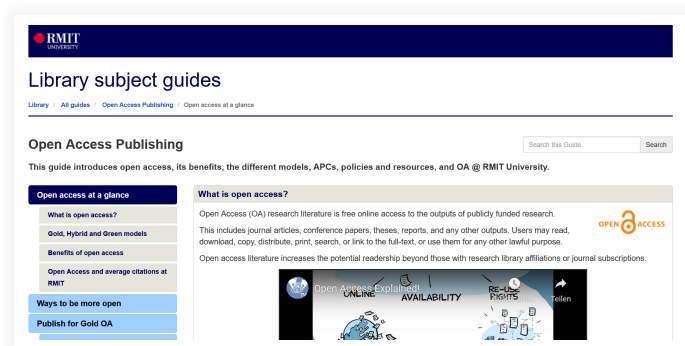 RMIT
UNIVERSITY
Library subject guides
Library / All guides / Open Access Publishing / Open access at a glance
Open Access Publishing
Search this Guide Search
This guide introduces open access, its benefits, the different models, APCs, policies and resources, and OA @ RMIT University.
Open access at a glance
What is open access?
Gold, Hybrid and Green models
Benefits of open access
Open Access and average citations at
RMIT
Ways to be more open
Publish for Gold OA
What is open access?
Open Access (OA) research literature is free online access to the outputs of publicly funded research.
This includes journal articles, conference papers, theses, reports, and any other outputs. Users may read,
download, copy, distribute, print, search, or link to the full-text, or use them for any other lawful purpose.
OPEN ACCESS
Open access literature increases the potential readership beyond those with research library affiliations or journal subscriptions.
Open Access Explained!
ONLINE AVAILABILITY RE-USE
RIGHTS
Teilen